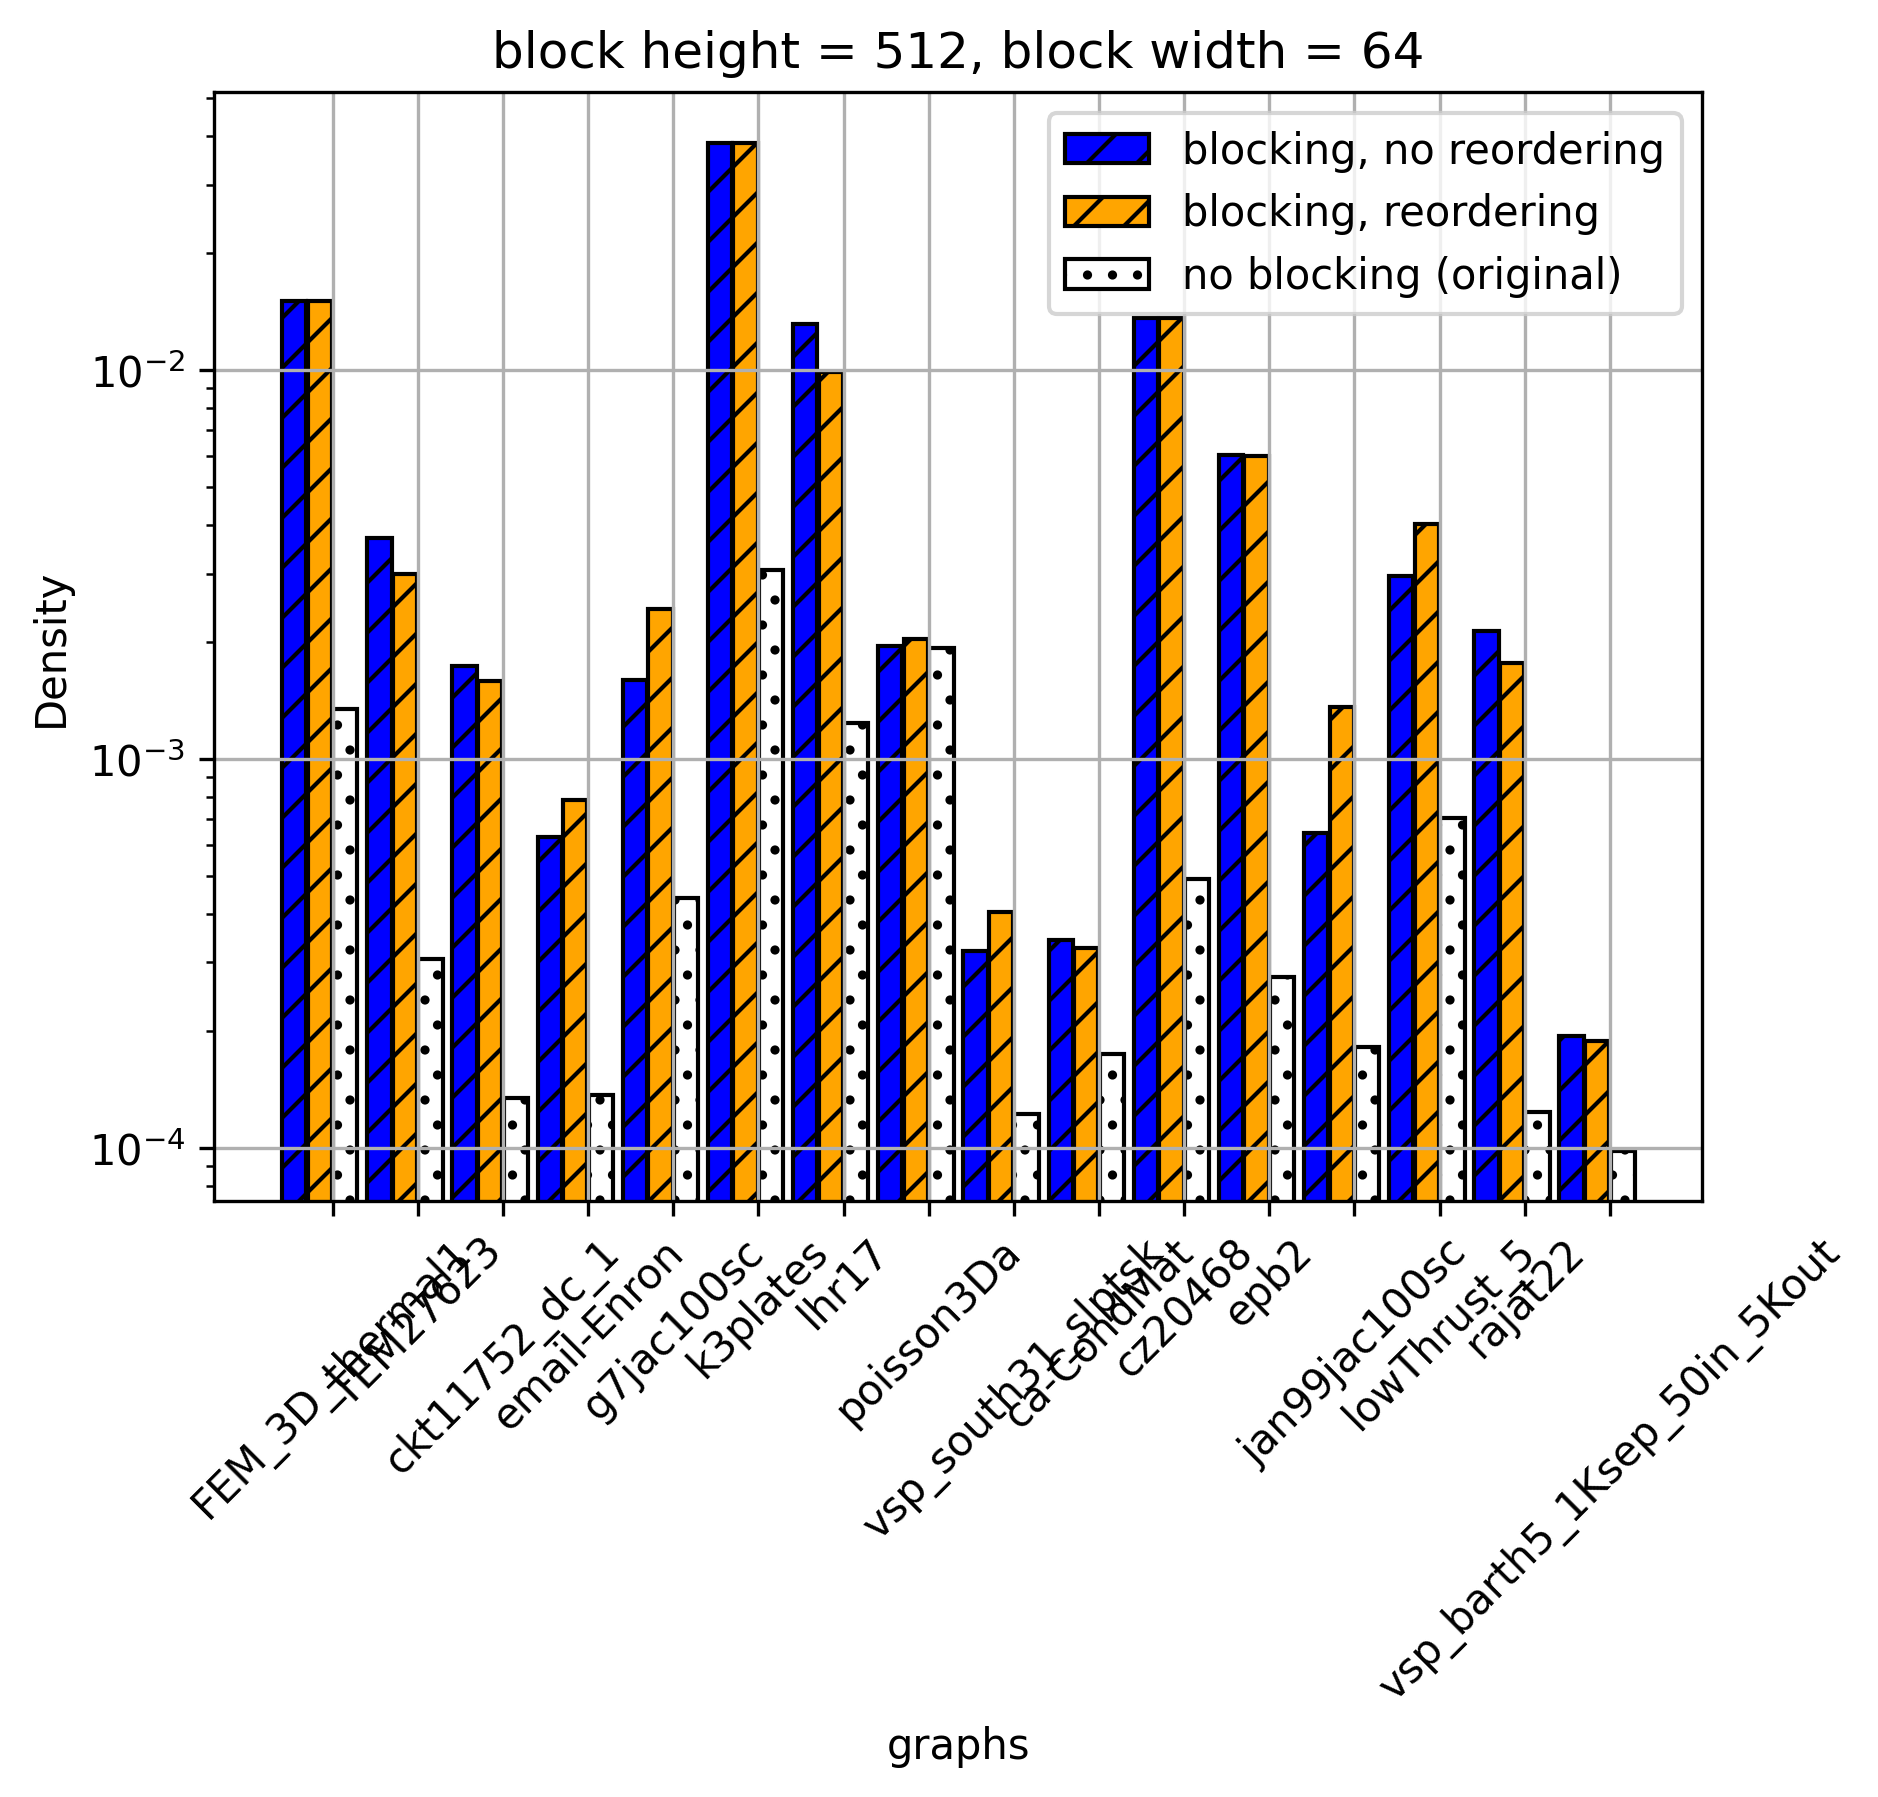 block height = 512, block width = 64
blocking, no reordering
blocking, reordering
no blocking (original)
Density
10⁻²
10⁻³
10⁻⁴
FEM_3D_thermal1
FEM27623
ckt11752_dc_1
email-Enron
g7jac100sc
k3plates
lhr17
poisson3Da
vsp_south31_slptsk
ca-CondMat
cz20468
epb2
jan99jac100sc
lowThrust_5
rajat22
vsp_barth5_1Ksep_50in_5Kout
graphs